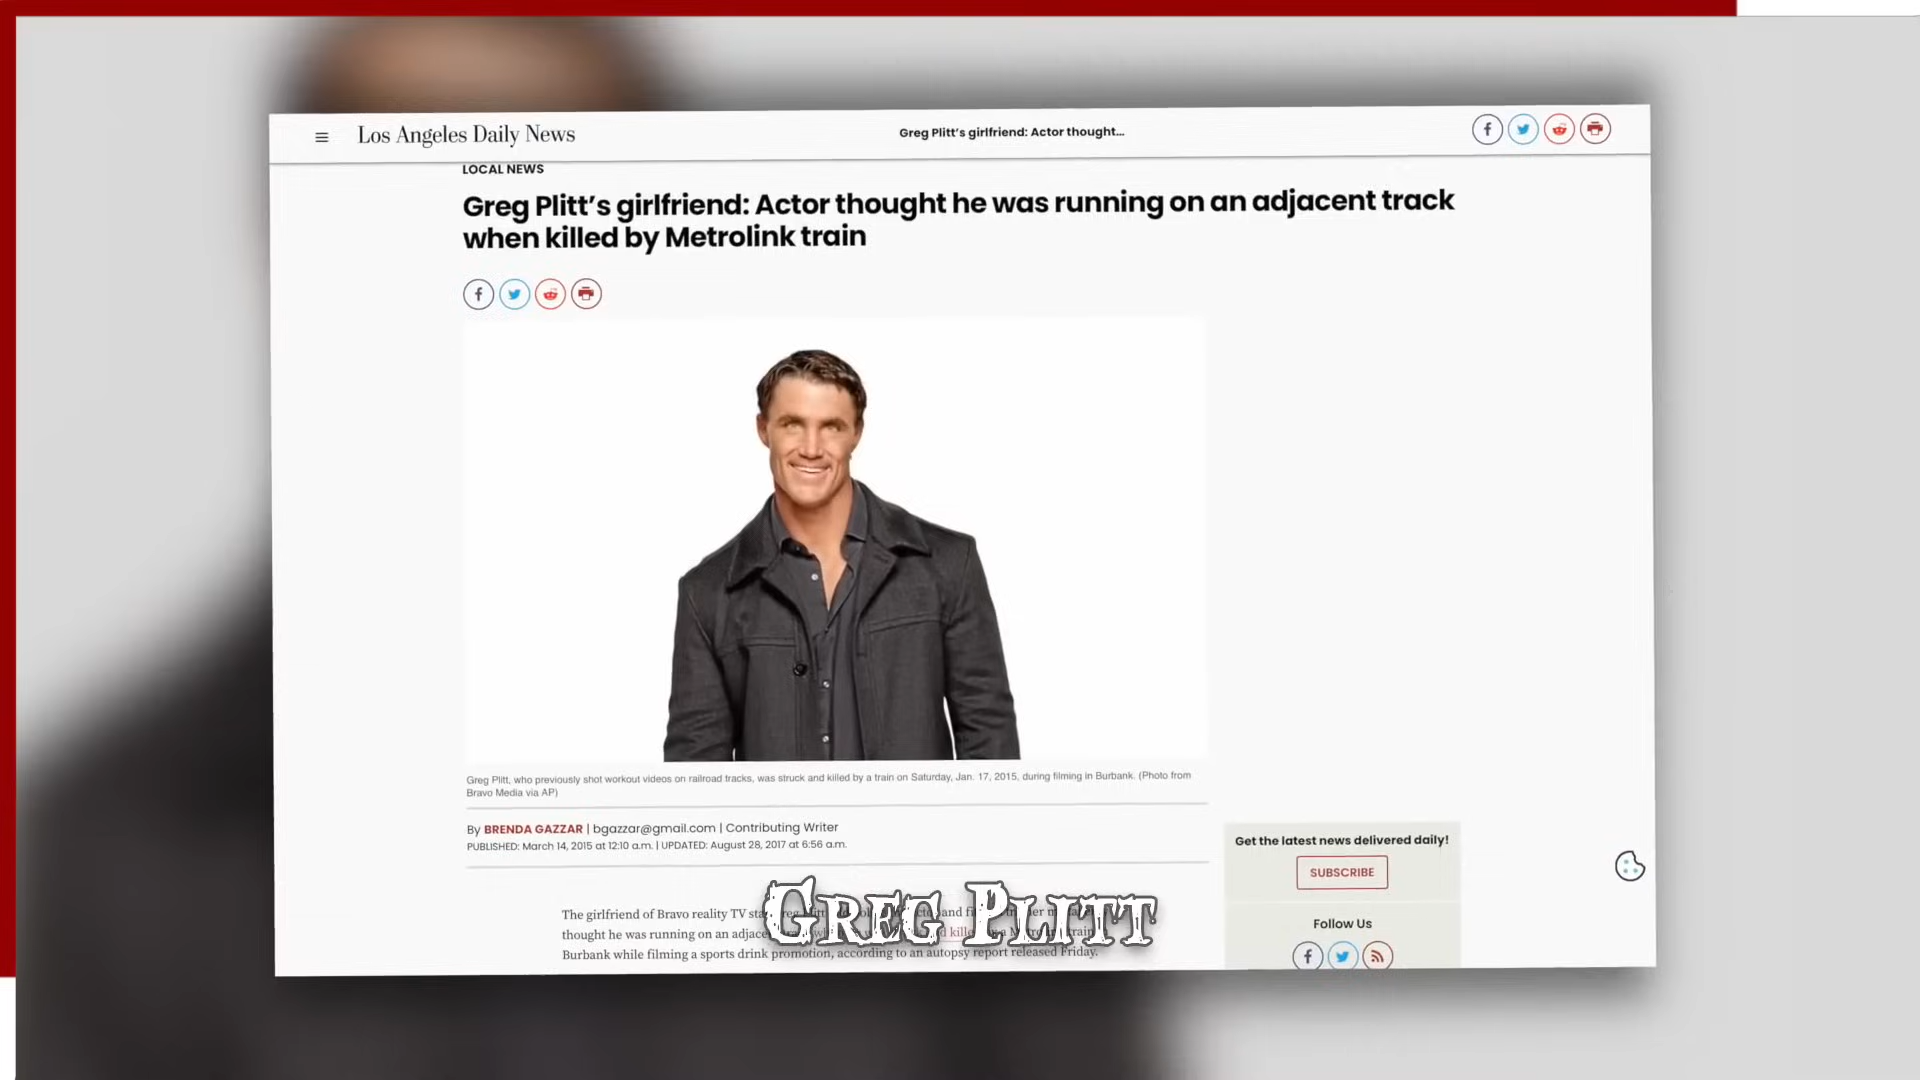 Los Angeles Daily News
Greg Plitt’s girlfriend: Actor thought...
LOCAL NEWS
Greg Plitt’s girlfriend: Actor thought he was running on an adjacent track
when killed by Metrolink train
Greg Plitt, who previously shot workout videos on railroad tracks, was struck and killed by a train on Saturday, Jan. 17, 2015, during filming in Burbank. (Photo from
Bravo Media via AP)
By BRENDA GAZZAR | bgazzar@gmail.com | Contributing Writer
PUBLISHED: March 14, 2015 at 12:10 a.m. | UPDATED: August 28, 2017 at 6:56 a.m.
Get the latest news delivered daily!
SUBSCRIBE
Follow Us
The girlfriend of Bravo reality TV and
thought he was running on an train
Burbank while filming a sports drink promotion, according to an autopsy report released Friday.
GREG PLITT